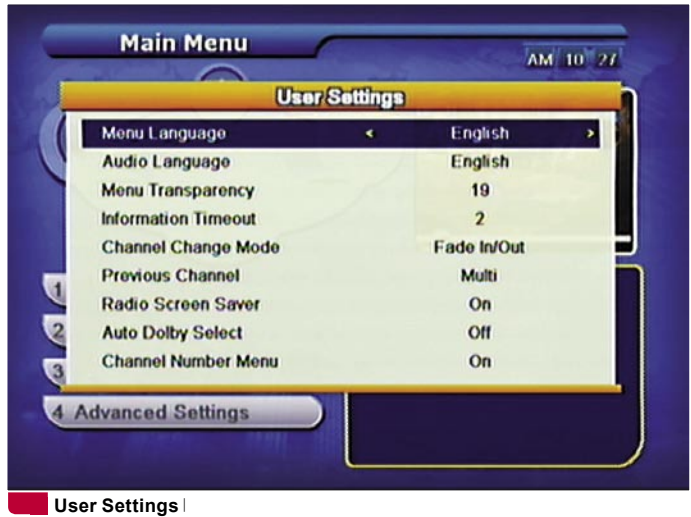 Main Menu
AM 10 27
User Settings
Menu Language < English >
Audio Language English
Menu Transparency 19
Information Timeout 2
Channel Change Mode Fade In/Out
Previous Channel Multi
Radio Screen Saver On
Auto Dolby Select Off
Channel Number Menu On
1
2
3
4 Advanced Settings
User Settings